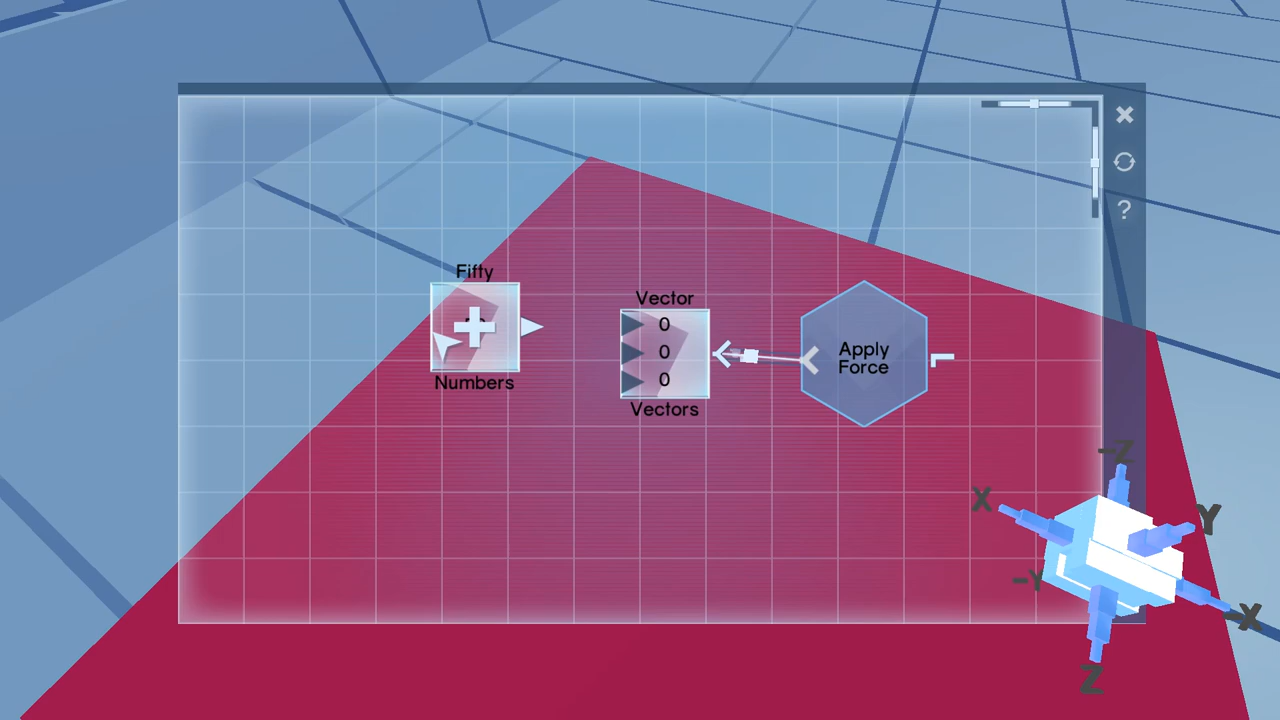 ?
Fifty
Numbers
Vector
0
0
0
Vectors
Apply
Force
-Z
X
Y
-Y
-X
Z